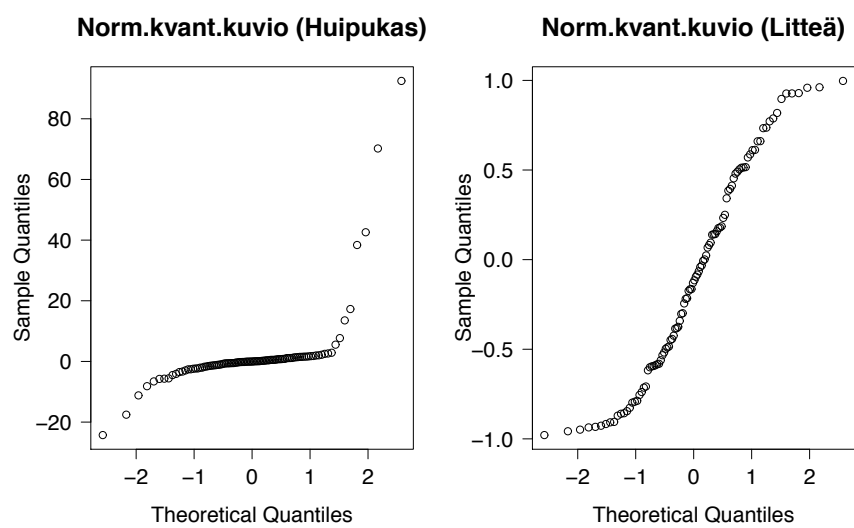 Norm.kvant.kuvio (Huipukas)
80
60
40
20
0
−20
Sample Quantiles
−2 −1 0 1 2
Theoretical Quantiles
Norm.kvant.kuvio (Litteä)
1.0
0.5
0.0
−0.5
−1.0
Sample Quantiles
−2 −1 0 1 2
Theoretical Quantiles